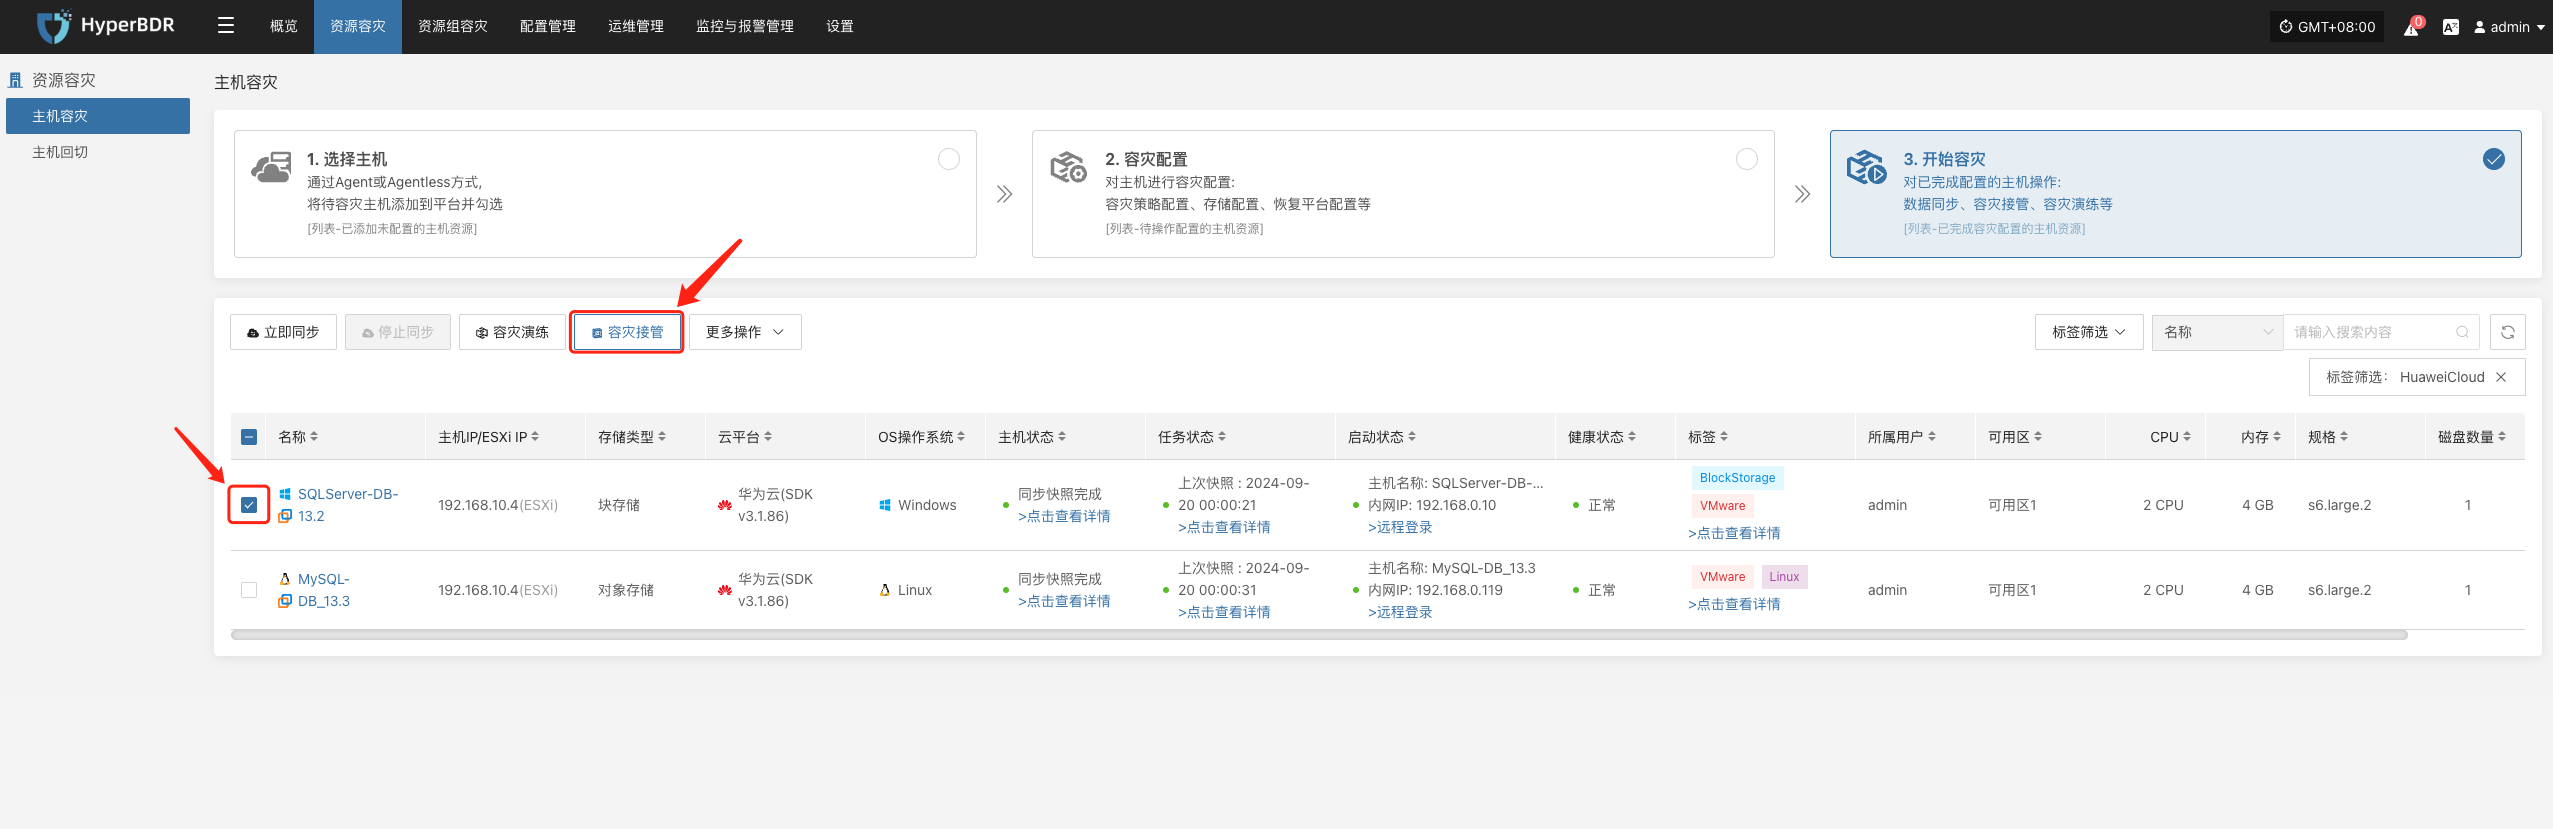 HyperBDR
概览
资源容灾
资源组容灾
配置管理
运维管理
监控与报警管理
设置
GMT+08:00
0
admin
资源容灾
主机容灾
主机回切
主机容灾
1. 选择主机
通过Agent或Agentless方式,
将待容灾主机添加到平台并勾选
[列表-已添加未配置的主机资源]
2. 容灾配置
对主机进行容灾配置:
容灾策略配置、存储配置、恢复平台配置等
[列表-待操作配置的主机资源]
3. 开始容灾
对已完成配置的主机操作:
数据同步、容灾接管、容灾演练等
[列表-已完成容灾配置的主机资源]
立即同步
停止同步
容灾演练
容灾接管
更多操作
标签筛选
名称
请输入搜索内容
标签筛选: HuaweiCloud
名称
主机IP/ESXi IP
存储类型
云平台
OS操作系统
主机状态
任务状态
启动状态
健康状态
标签
所属用户
可用区
CPU
内存
规格
磁盘数量
SQLServer-DB-
13.2
192.168.10.4(ESXi)
块存储
华为云(SDK
v3.1.86)
Windows
同步快照完成
>点击查看详情
上次快照 : 2024-09-
20 00:00:21
>点击查看详情
主机名称: SQLServer-DB-...
内网IP: 192.168.0.10
>远程登录
正常
BlockStorage
VMware
>点击查看详情
admin
可用区1
2 CPU
4 GB
s6.large.2
1
MySQL-
DB_13.3
192.168.10.4(ESXi)
对象存储
华为云(SDK
v3.1.86)
Linux
同步快照完成
>点击查看详情
上次快照 : 2024-09-
20 00:00:31
>点击查看详情
主机名称: MySQL-DB_13.3
内网IP: 192.168.0.119
>远程登录
正常
VMware
Linux
>点击查看详情
admin
可用区1
2 CPU
4 GB
s6.large.2
1